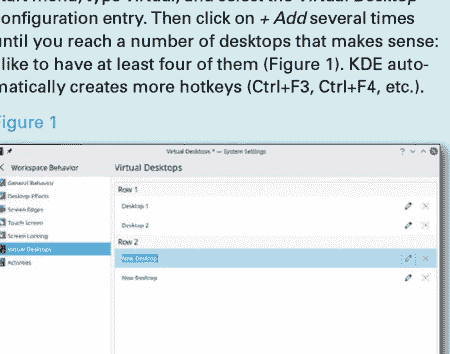 start menu, type Virtual, and select the Virtual Desktop
configuration entry. Then click on + Add several times
until you reach a number of desktops that makes sense:
like to have at least four of them (Figure 1). KDE auto-
matically creates more hotkeys (Ctrl+F3, Ctrl+F4, etc.).
Figure 1
Virtual Desktops * — System Settings
Workspace Behavior
Virtual Desktops
General Behavior
Row 1
Desktop Effects
Desktop 1
Screen Edges
Touch Screen
Desktop 2
Screen Locking
Row 2
Virtual Desktops
New Desktop
Activities
New Desktop